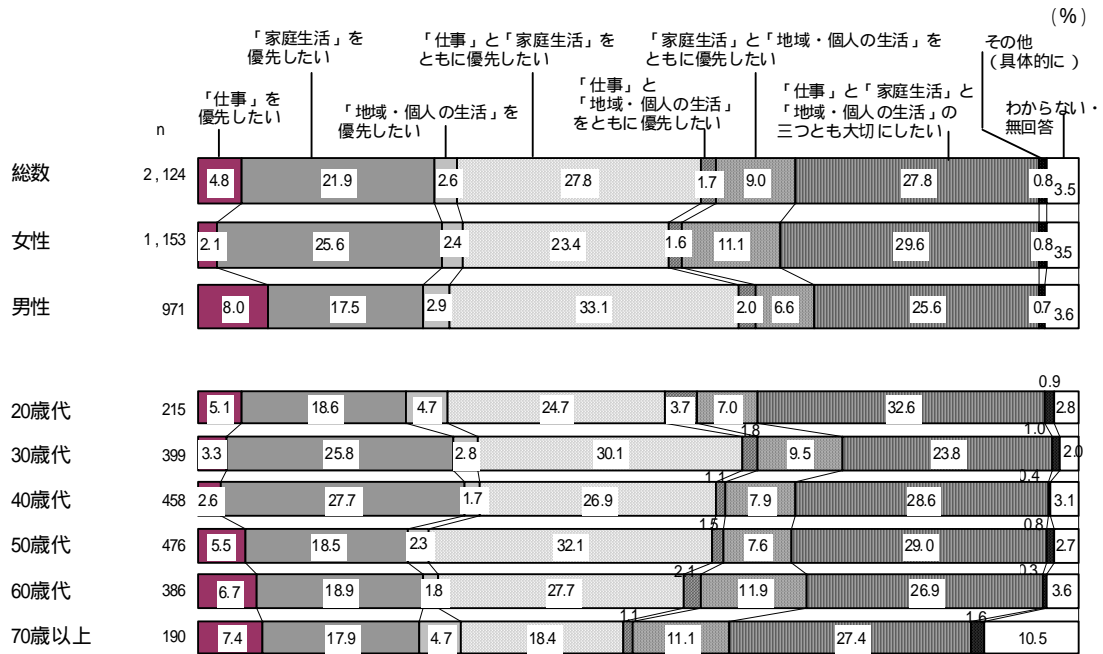 (%)
「仕事」を
優先したい
「家庭生活」を
優先したい
「地域・個人の生活」を
優先したい
「仕事」と「家庭生活」を
ともに優先したい
「仕事」と
「地域・個人の生活」
をともに優先したい
「家庭生活」と「地域・個人の生活」を
ともに優先したい
「仕事」と「家庭生活」と
「地域・個人の生活」の
三つとも大切にしたい
その他
(具体的に)
わからない・
無回答
n
総数 2,124 4.8 21.9 2.6 27.8 1.7 9.0 27.8 0.8 3.5
女性 1,153 2.1 25.6 2.4 23.4 1.6 11.1 29.6 0.8 3.5
男性 971 8.0 17.5 2.9 33.1 2.0 6.6 25.6 0.7 3.6
20歳代 215 5.1 18.6 4.7 24.7 3.7 7.0 32.6 0.9 2.8
30歳代 399 3.3 25.8 2.8 30.1 1.8 9.5 23.8 1.0 2.0
40歳代 458 2.6 27.7 1.7 26.9 1.1 7.9 28.6 0.4 3.1
50歳代 476 5.5 18.5 2.3 32.1 1.5 7.6 29.0 0.8 2.7
60歳代 386 6.7 18.9 1.8 27.7 2.1 11.9 26.9 0.3 3.6
70歳以上 190 7.4 17.9 4.7 18.4 1.1 11.1 27.4 1.6 10.5